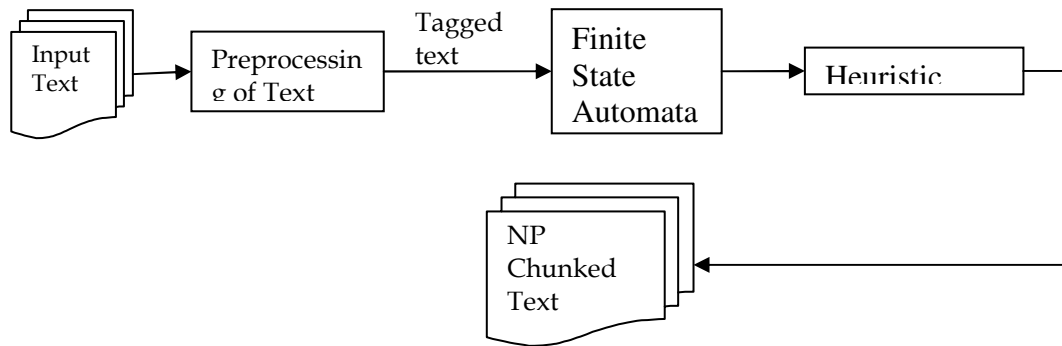 Input
Text
Preprocessin
g of Text
Tagged
text
Finite
State
Automata
Heuristic
NP
Chunked
Text